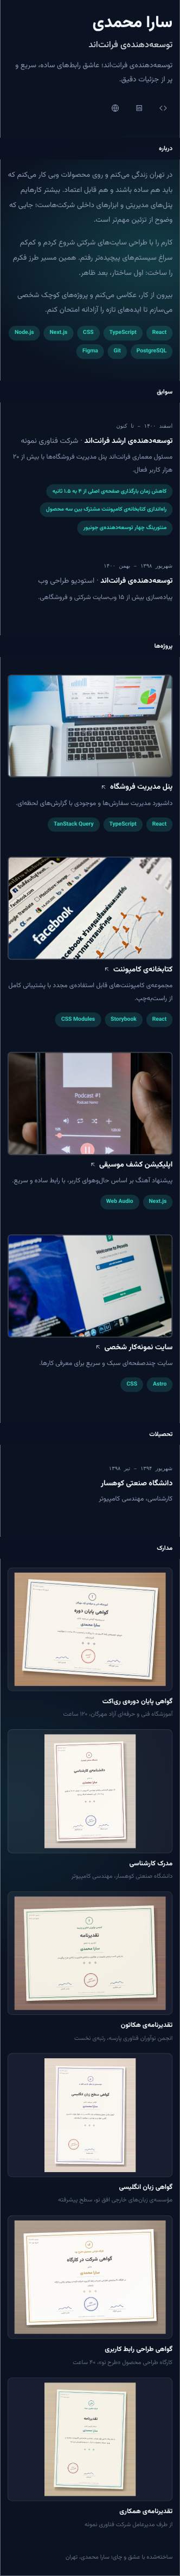 سارا محمدی
توسعه‌دهنده‌ی فرانت‌اند
توسعه‌دهنده‌ی فرانت‌اند؛ عاشق رابط‌های ساده، سریع و
پر از جزئیات دقیق.
درباره
در تهران زندگی می‌کنم و روی محصولات وبی کار می‌کنم که
باید هم ساده باشند و هم قابل اعتماد. بیشتر کارهایم
پنل‌های مدیریتی و ابزارهای داخلی شرکت‌هاست؛ جایی که
وضوح از تزئین مهم‌تر است.
کارم را با طراحی سایت‌های شرکتی شروع کردم و کم‌کم
سراغ سیستم‌های پیچیده‌تر رفتم. همین مسیر طرز فکرم
را ساخت: اول ساختار، بعد ظاهر.
بیرون از کار، عکاسی می‌کنم و پروژه‌های کوچک شخصی
می‌سازم تا ایده‌های تازه را آزادانه امتحان کنم.
React
TypeScript
CSS
Next.js
Node.js
PostgreSQL
Git
Figma
سوابق
اسفند ۱۴۰۰ — تا کنون
توسعه‌دهنده‌ی ارشد فرانت‌اند · شرکت فناوری نمونه
مسئول معماری فرانت‌اند پنل مدیریت فروشگاه‌ها با بیش از ۲۰
هزار کاربر فعال.
کاهش زمان بارگذاری صفحه‌ی اصلی از ۴ به ۱.۵ ثانیه
راه‌اندازی کتابخانه‌ی کامپوننت مشترک بین سه محصول
منتورینگ چهار توسعه‌دهنده‌ی جونیور
شهریور ۱۳۹۸ — بهمن ۱۴۰۰
توسعه‌دهنده‌ی فرانت‌اند · استودیو طراحی وب
پیاده‌سازی بیش از ۱۵ وب‌سایت شرکتی و فروشگاهی.
پروژه‌ها
پنل مدیریت فروشگاه
داشبورد مدیریت سفارش‌ها و موجودی با گزارش‌های لحظه‌ای.
React
TypeScript
TanStack Query
facebook
facebook
کتابخانه‌ی کامپوننت
مجموعه‌ی کامپوننت‌های قابل استفاده‌ی مجدد با پشتیبانی کامل
از راست‌به‌چپ.
React
Storybook
CSS Modules
Podcast #1
اپلیکیشن کشف موسیقی
پیشنهاد آهنگ بر اساس حال‌وهوای کاربر، با رابط ساده و سریع.
Next.js
Web Audio
سایت نمونه‌کار شخصی
سایت چندصفحه‌ای سبک و سریع برای معرفی کارها.
Astro
CSS
تحصیلات
شهریور ۱۳۹۴ — تیر ۱۳۹۸
دانشگاه صنعتی کوهسار
کارشناسی، مهندسی کامپیوتر
مدارک
گواهی پایان دوره
سارا محمدی
گواهی پایان دوره‌ی ری‌اکت
آموزشگاه فنی و حرفه‌ای آزاد مهرگان، ۱۲۰ ساعت
سارا محمدی
مدرک کارشناسی
دانشگاه صنعتی کوهسار، مهندسی کامپیوتر
تقدیرنامه
سارا محمدی
تقدیرنامه‌ی هکاتون
انجمن نوآوران فناوری پارسه، رتبه‌ی نخست
سارا محمدی
گواهی زبان انگلیسی
مؤسسه‌ی زبان‌های خارجی افق نو، سطح پیشرفته
گواهی شرکت در کارگاه
سارا محمدی
گواهی طراحی رابط کاربری
کارگاه طراحی محصول «طرح نو»، ۴۰ ساعت
تقدیرنامه
سارا محمدی
تقدیرنامه‌ی همکاری
از طرف مدیرعامل شرکت فناوری نمونه
ساخته‌شده با عشق و چای؛ سارا محمدی، تهران.